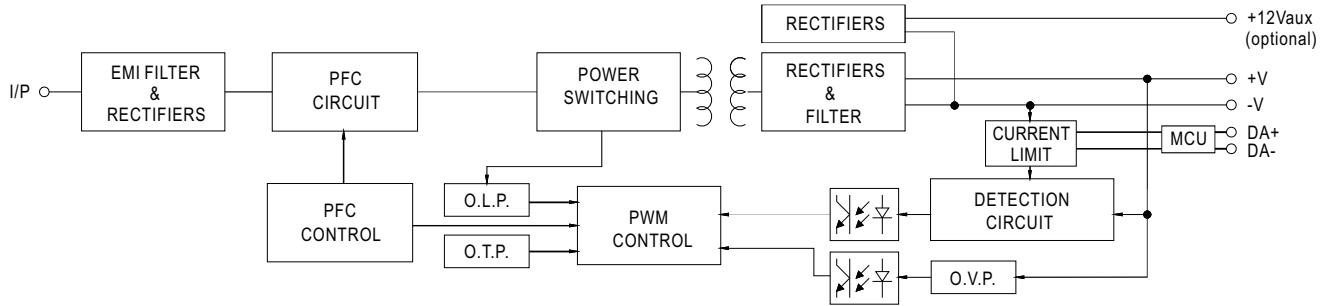 RECTIFIERS
+12Vaux
(optional)
I/P
EMI FILTER
&
RECTIFIERS
PFC
CIRCUIT
POWER
SWITCHING
RECTIFIERS
&
FILTER
+V
-V
CURRENT
LIMIT
MCU
DA+
DA-
PFC
CONTROL
O.L.P.
O.T.P.
PWM
CONTROL
DETECTION
CIRCUIT
O.V.P.